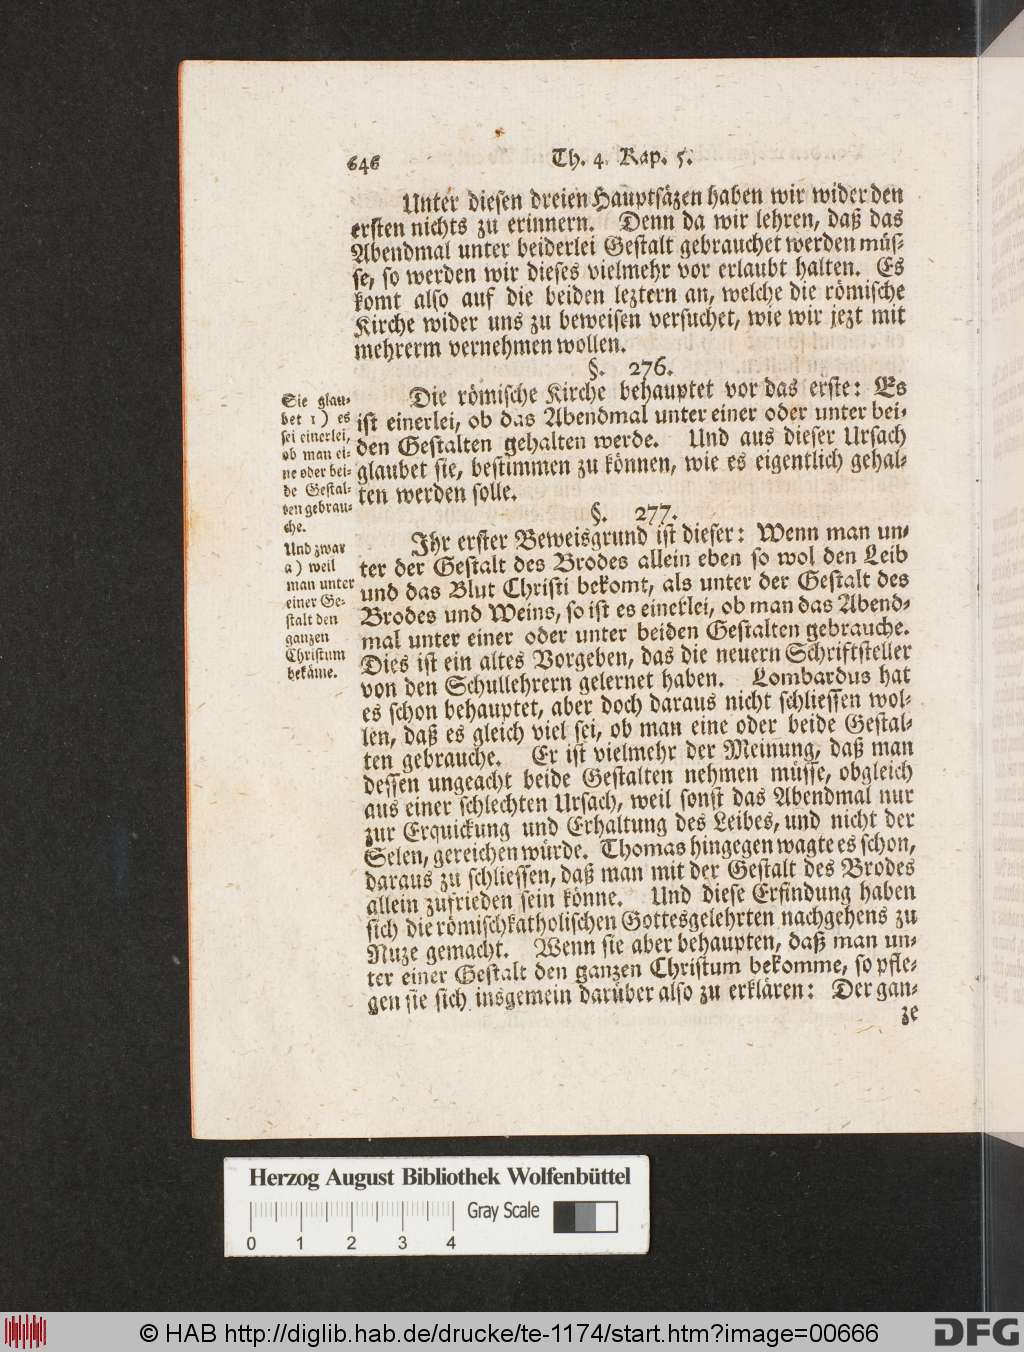 646
Th. 4. Kap. 5.
Unter diesen dreien Hauptsäzen haben wir wider den
ersten nichts zu erinnern. Denn da wir lehren, daß das
Abendmal unter beiderlei Gestalt gebrauchet werden müs-
se, so werden wir dieses vielmehr vor erlaubt halten. Es
komt also auf die beiden leztern an, welche die römische
Kirche wider uns zu beweisen versuchet, wie wir jezt mit
mehrerm vernehmen wollen.
§. 276.
Die römische Kirche behauptet vor das erste: Es
ist einerlei, ob das Abendmal unter einer oder unter bei-
den Gestalten gehalten werde. Und aus dieser Ursach
glaubet sie, bestimmen zu können, wie es eigentlich gehal-
ten werden solle.
Sie glau-
bet 1) es
sei einerlei,
ob man ei-
ne oder bei-
de Gestal-
ten gebrau-
che.
§. 277.
Ihr erster Beweisgrund ist dieser: Wenn man un-
ter der Gestalt des Brodes allein eben so wol den Leib
und das Blut Christi bekomt, als unter der Gestalt des
Brodes und Weins, so ist es einerlei, ob man das Abend-
mal unter einer oder unter beiden Gestalten gebrauche.
Dies ist ein altes Vorgeben, das die neuern Schriftsteller
von den Schullehrern gelernet haben. Lombardus hat
es schon behauptet, aber doch daraus nicht schliessen wol-
len, daß es gleich viel sei, ob man eine oder beide Gestal-
ten gebrauche. Er ist vielmehr der Meinung, daß man
dessen ungeacht beide Gestalten nehmen müsse, obgleich
aus einer schlechten Ursach, weil sonst das Abendmal nur
zur Erquickung und Erhaltung des Leibes, und nicht der
Selen, gereichen würde. Thomas hingegen wagte es schon,
daraus zu schliessen, daß man mit der Gestalt des Brodes
allein zufrieden sein könne. Und diese Erfindung haben
sich die römischkatholischen Gottesgelehrten nachgehens zu
Nuze gemacht. Wenn sie aber behaupten, daß man un-
ter einer Gestalt den ganzen Christum bekomme, so pfle-
gen sie sich insgemein darüber also zu erklären: Der gan-
ze
Und zwar
a) weil
man unter
einer Ge-
stalt den
ganzen
Christum
bekäme.
Herzog August Bibliothek Wolfenbüttel
Gray Scale
0 1 2 3 4
© HAB http://diglib.hab.de/drucke/te-1174/start.htm?image=00666
DFG